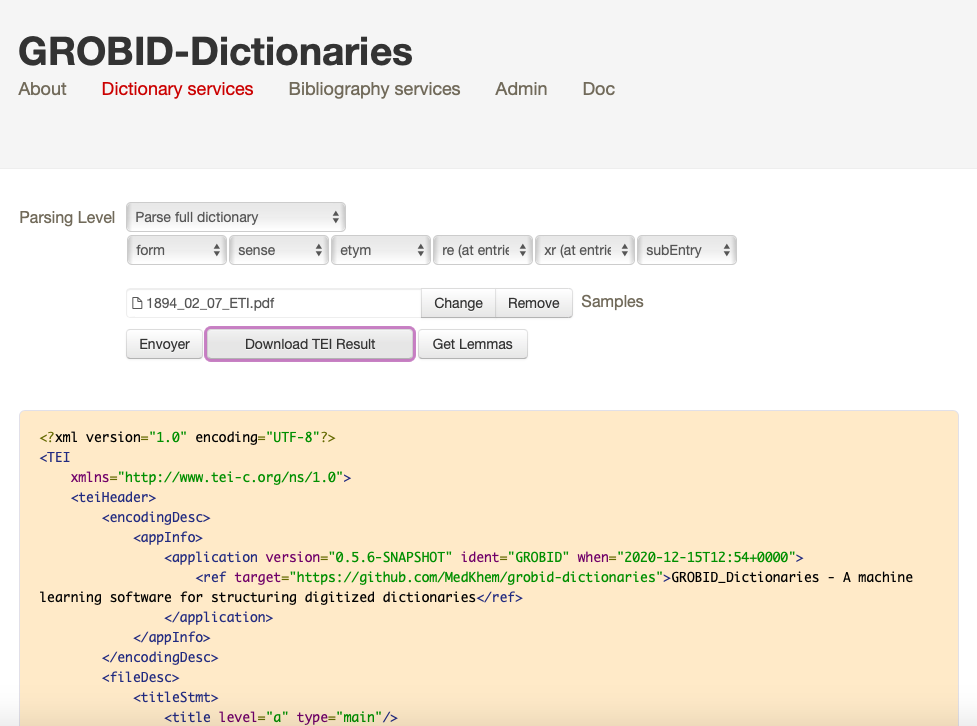 GROBID-Dictionaries
About Dictionary services Bibliography services Admin Doc
Parsing Level Parse full dictionary
form sense etym re (at entrie xr (at entrie subEntry
1894_02_07_ETI.pdf Change Remove Samples
Envoyer Download TEI Result Get Lemmas
<?xml version="1.0" encoding="UTF-8"?>
<TEI
xmlns="http://www.tei-c.org/ns/1.0">
<teiHeader>
<encodingDesc>
<appInfo>
<application version="0.5.6-SNAPSHOT" ident="GROBID" when="2020-12-15T12:54+0000">
<ref target="https://github.com/MedKhem/grobid-dictionaries">GROBID_Dictionaries - A machine
learning software for structuring digitized dictionaries</ref>
</application>
</appInfo>
</encodingDesc>
<fileDesc>
<titleStmt>
<title level="a" type="main"/>